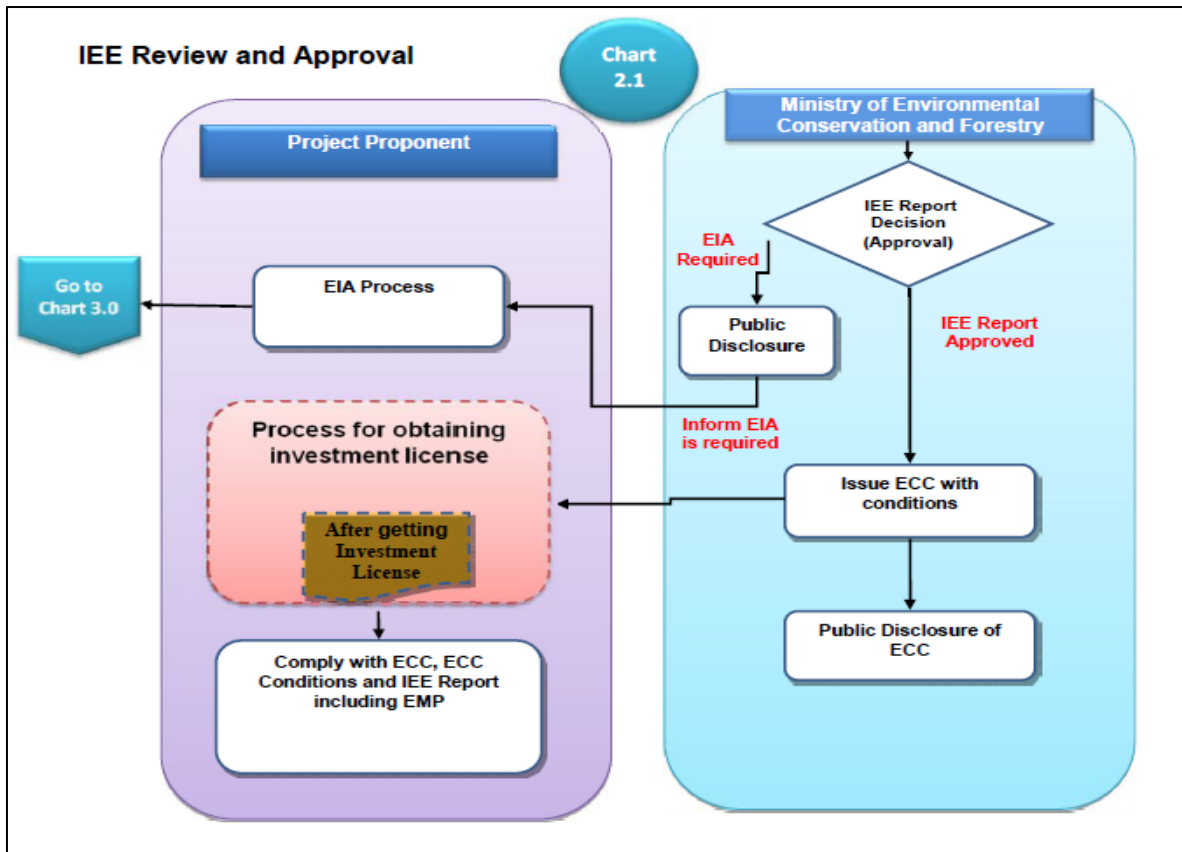 IEE Review and Approval
Chart
2.1
Project Proponent
Ministry of Environmental
Conservation and Forestry
IEE Report
Decision
(Approval)
EIA
Required
Go to
Chart 3.0
EIA Process
Public
Disclosure
IEE Report
Approved
Inform EIA
is required
Process for obtaining
investment license
After getting
Investment
License
Issue ECC with
conditions
Public Disclosure of
ECC
Comply with ECC, ECC
Conditions and IEE Report
including EMP